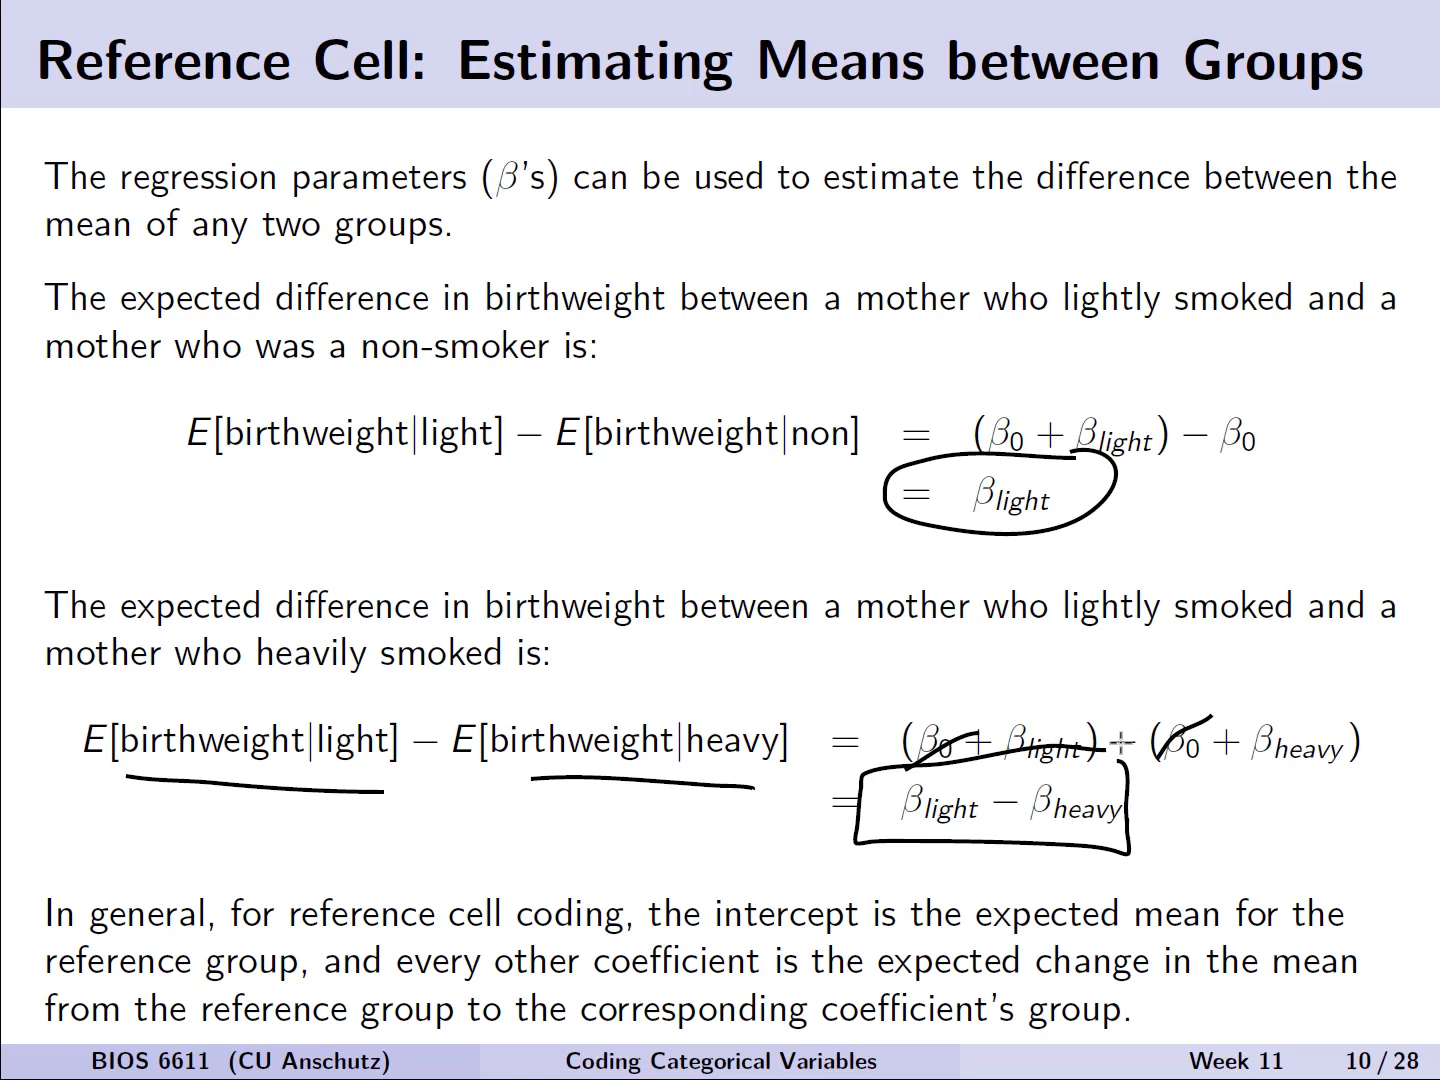 Reference Cell: Estimating Means between Groups
The regression parameters (β's) can be used to estimate the difference between the
mean of any two groups.
The expected difference in birthweight between a mother who lightly smoked and a
mother who was a non-smoker is:
E[birthweight|light] − E[birthweight|non] = (β₀ + β_light) − β₀
= β_light
The expected difference in birthweight between a mother who lightly smoked and a
mother who heavily smoked is:
E[birthweight|light] − E[birthweight|heavy] = (β₀ + β_light) − (β₀ + β_heavy)
= β_light − β_heavy
In general, for reference cell coding, the intercept is the expected mean for the
reference group, and every other coefficient is the expected change in the mean
from the reference group to the corresponding coefficient's group.
BIOS 6611 (CU Anschutz) Coding Categorical Variables Week 11 10 / 28